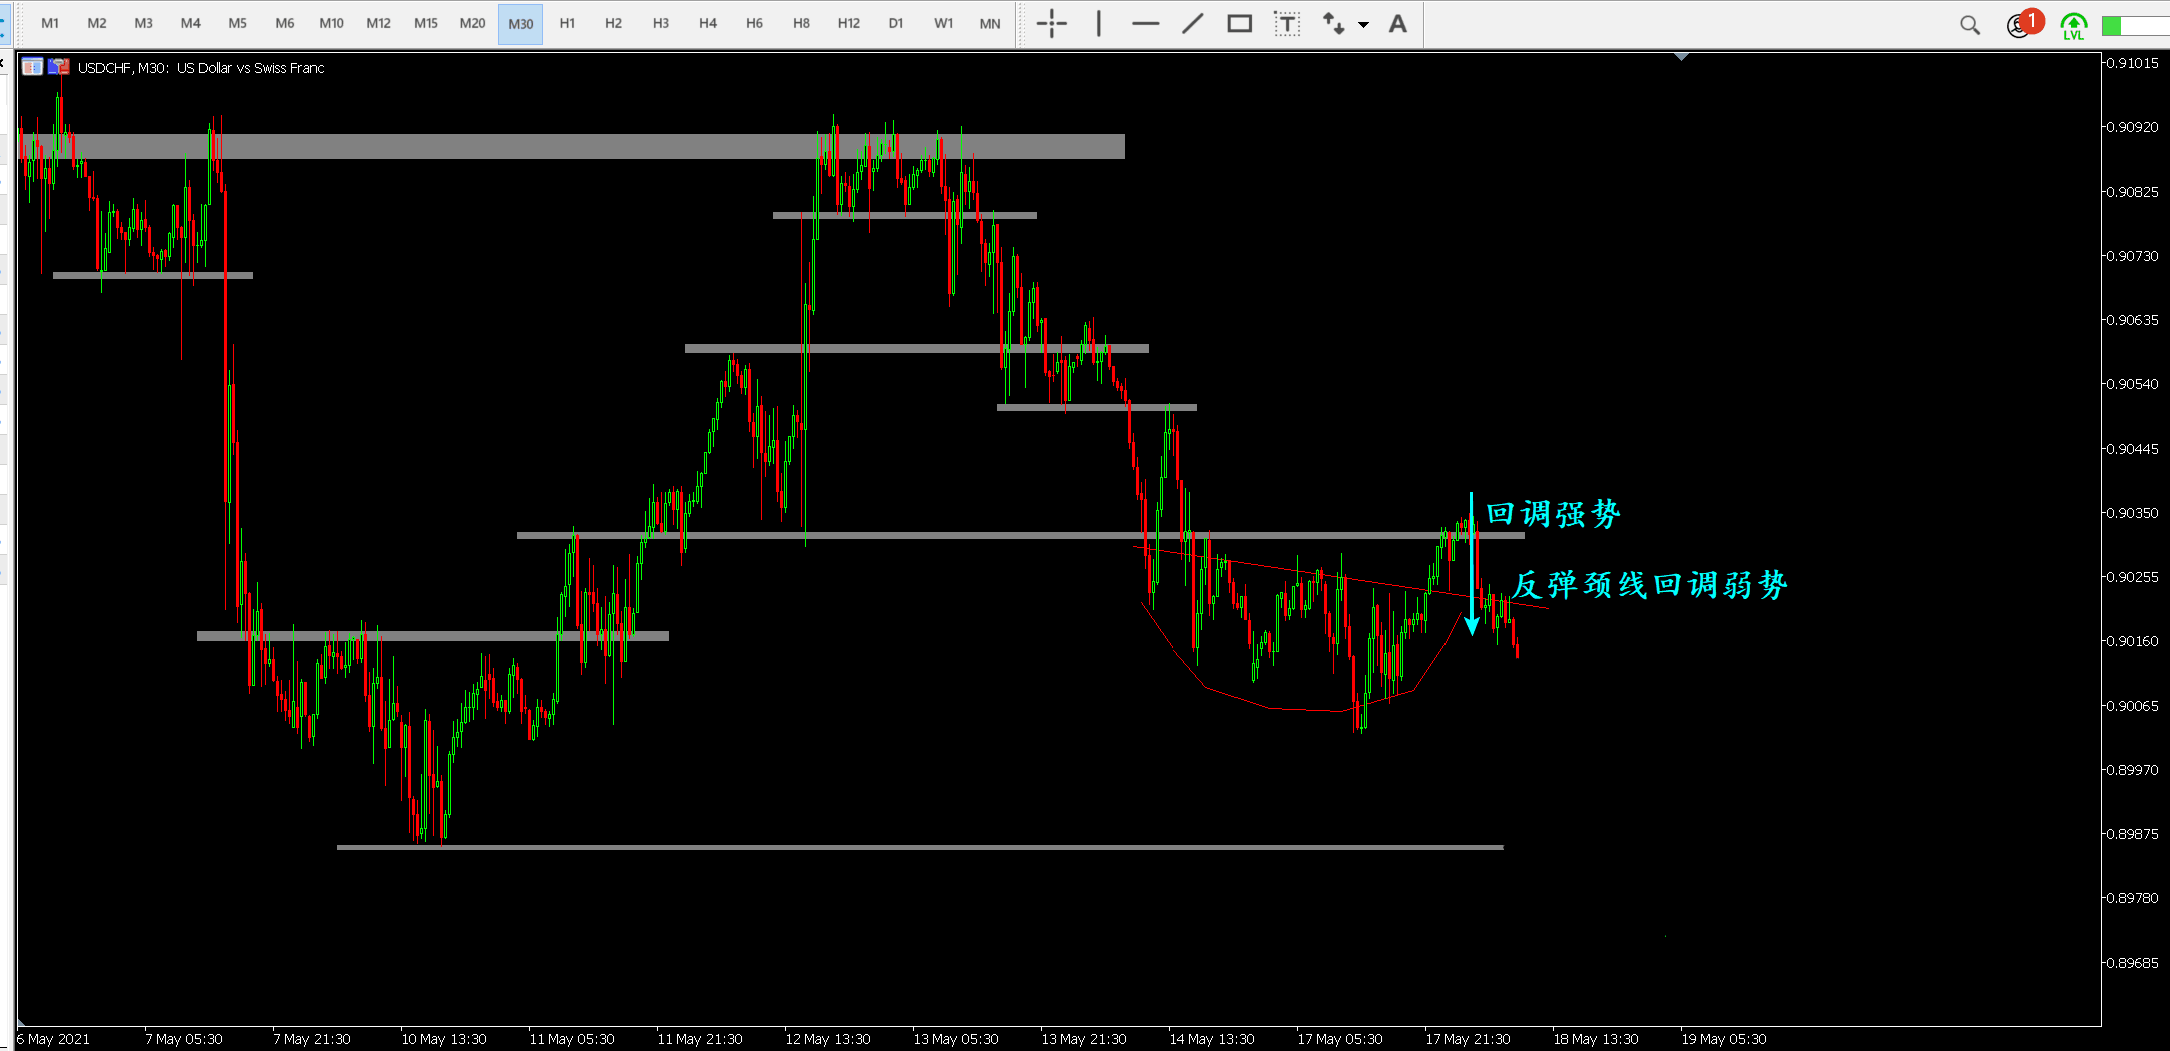 M1 M2 M3 M4 M5 M6 M10 M12 M15 M20 M30 H1 H2 H3 H4 H6 H8 H12 D1 W1 MN
T A 1 LVL
USDCHF, M30: US Dollar vs Swiss Franc
0.91015
0.90920
0.90825
0.90730
0.90635
0.90540
0.90445
0.90350
回调强势
0.90255
反弹颈线回调弱势
0.90160
0.90065
0.89970
0.89875
0.89780
0.89685
6 May 2021 7 May 05:30 7 May 21:30 10 May 13:30 11 May 05:30 11 May 21:30 12 May 13:30 13 May 05:30 13 May 21:30 14 May 13:30 17 May 05:30 17 May 21:30 18 May 13:30 19 May 05:30